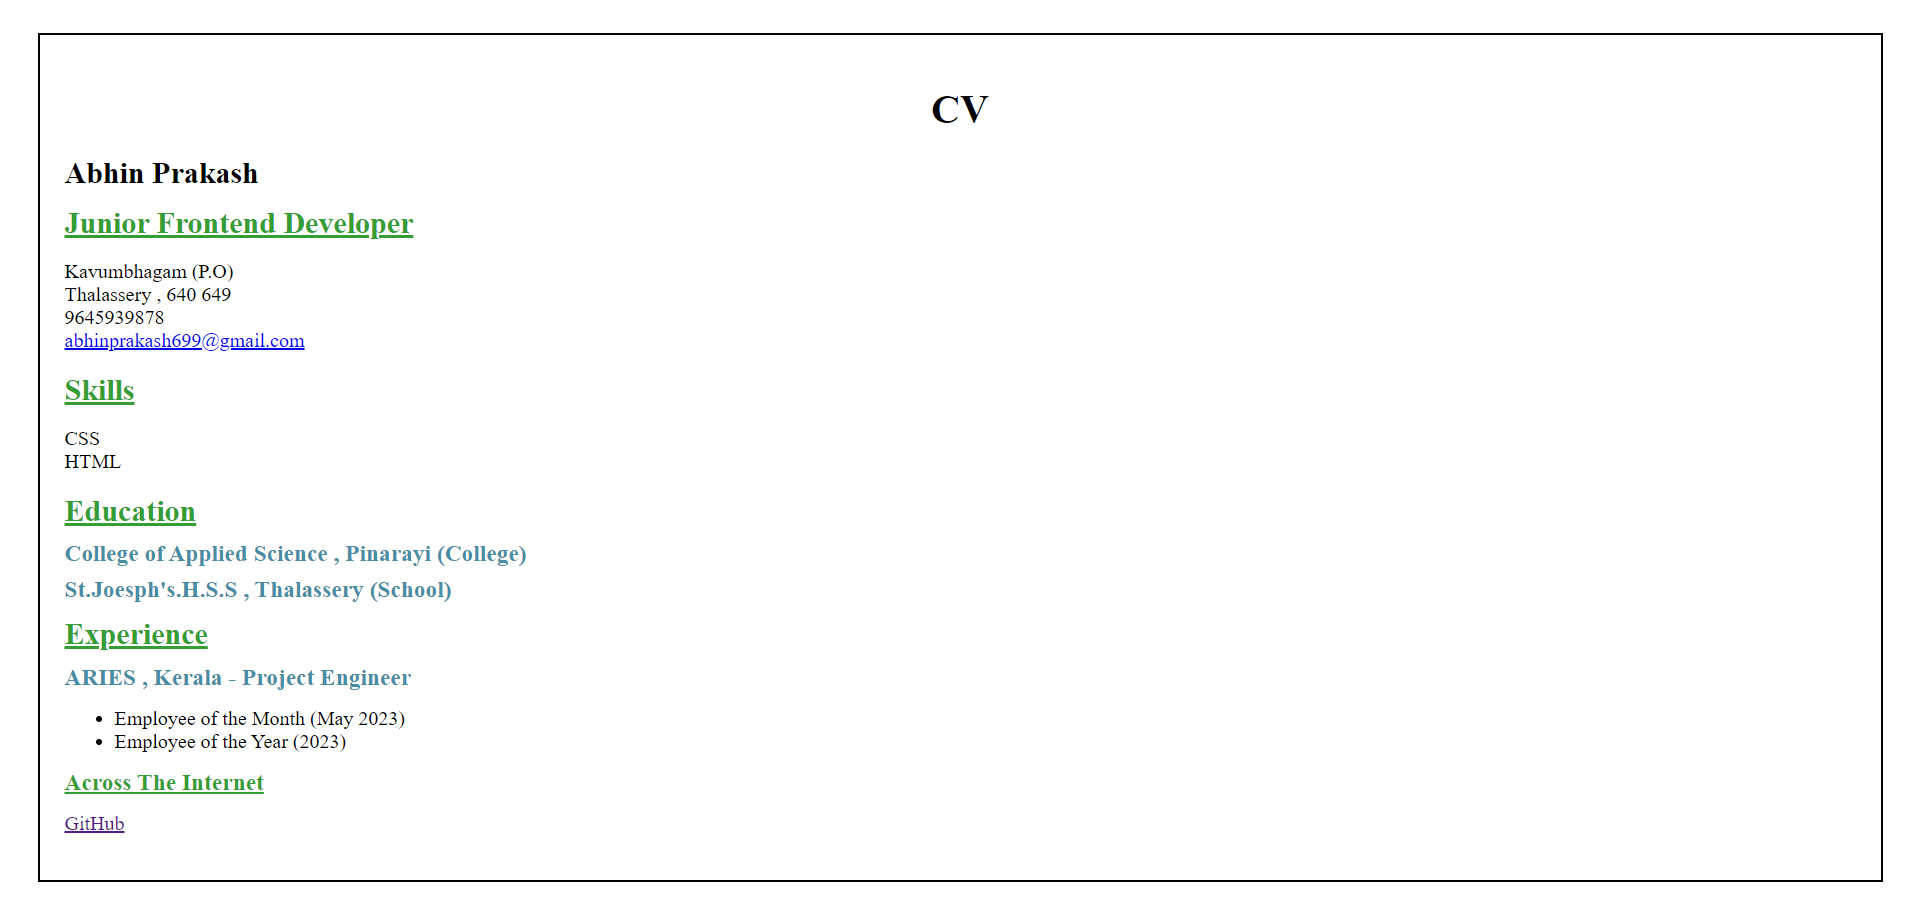 CV
Abhin Prakash
Junior Frontend Developer
Kavumbhagam (P.O)
Thalassery , 640 649
9645939878
abhinprakash699@gmail.com
Skills
CSS
HTML
Education
College of Applied Science , Pinarayi (College)
St.Joesph's.H.S.S , Thalassery (School)
Experience
ARIES , Kerala - Project Engineer
• Employee of the Month (May 2023)
• Employee of the Year (2023)
Across The Internet
GitHub